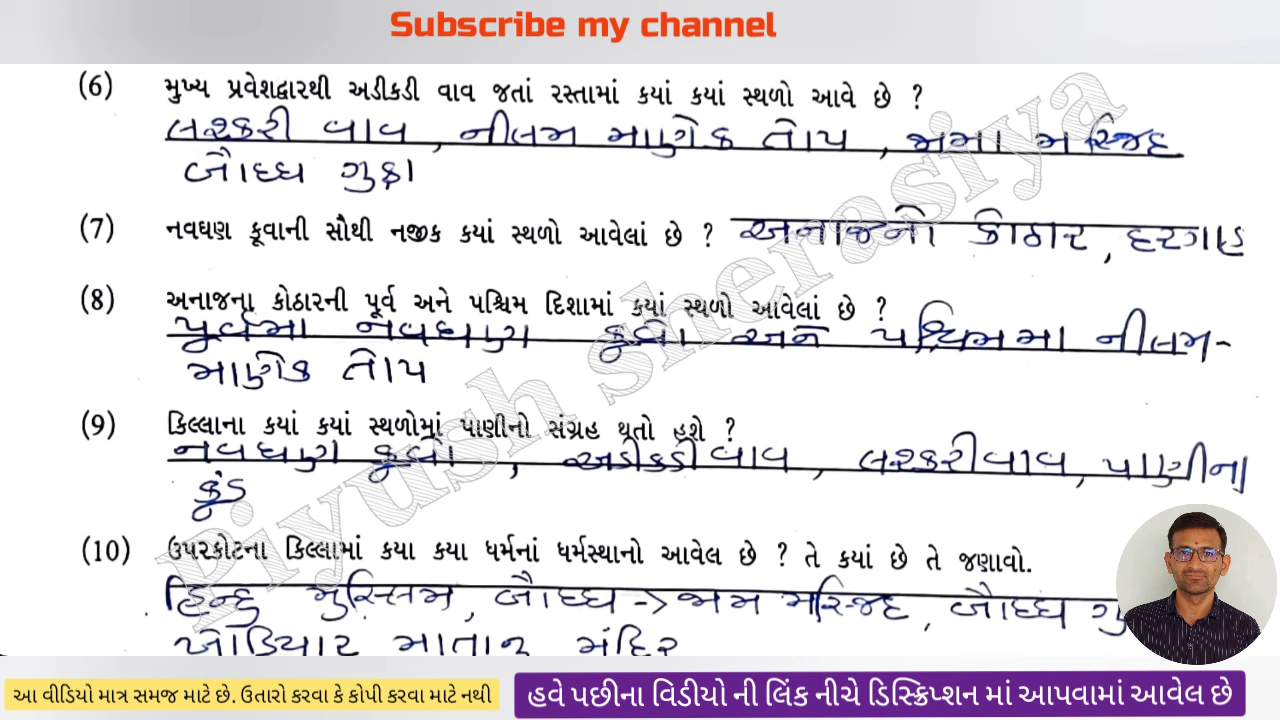 Subscribe my channel
(6) મુખ્ય પ્રવેશદ્વારથી અડીકડી વાવ જતાં રસ્તામાં કયાં કયાં સ્થળો આવે છે ?
લશ્કરી વાવ , નીલમ માણેક તોપ , જામા મસ્જિદ
બૌધ્ધ ગુફા
(7) નવઘણ કૂવાની સૌથી નજીક કયાં સ્થળો આવેલાં છે ? અનાજનો કોઠાર , દરગાહ
(8) અનાજના કોઠારની પૂર્વ અને પશ્ચિમ દિશામાં કયાં સ્થળો આવેલાં છે ?
પૂર્વમા નવઘણ કૂવો અને પશ્ચિમમા નીલમ-
માણેક તોપ
(9) કિલ્લાના કયાં કયાં સ્થળોમાં પાણીનો સંગ્રહ થતો હશે ?
નવઘણ કૂવો , અડીકડી વાવ , લશ્કરી વાવ , પાણીના
કુંડ
(10) ઉપરકોટના કિલ્લામાં કયા કયા ધર્મનાં ધર્મસ્થાનો આવેલ છે ? તે કયાં છે તે જણાવો.
હિન્દુ મુસ્લિમ , બૌધ્ધ -> જામ મસ્જિદ , બૌધ્ધ ગુ
ખોડિયાર માતાનુ મંદિર
Piyush sherasiya
આ વીડિયો માત્ર સમજ માટે છે. ઉતારો કરવા કે કોપી કરવા માટે નથી
હવે પછીના વિડીયો ની લિંક નીચે ડિસ્ક્રિપ્શન માં આપવામાં આવેલ છે